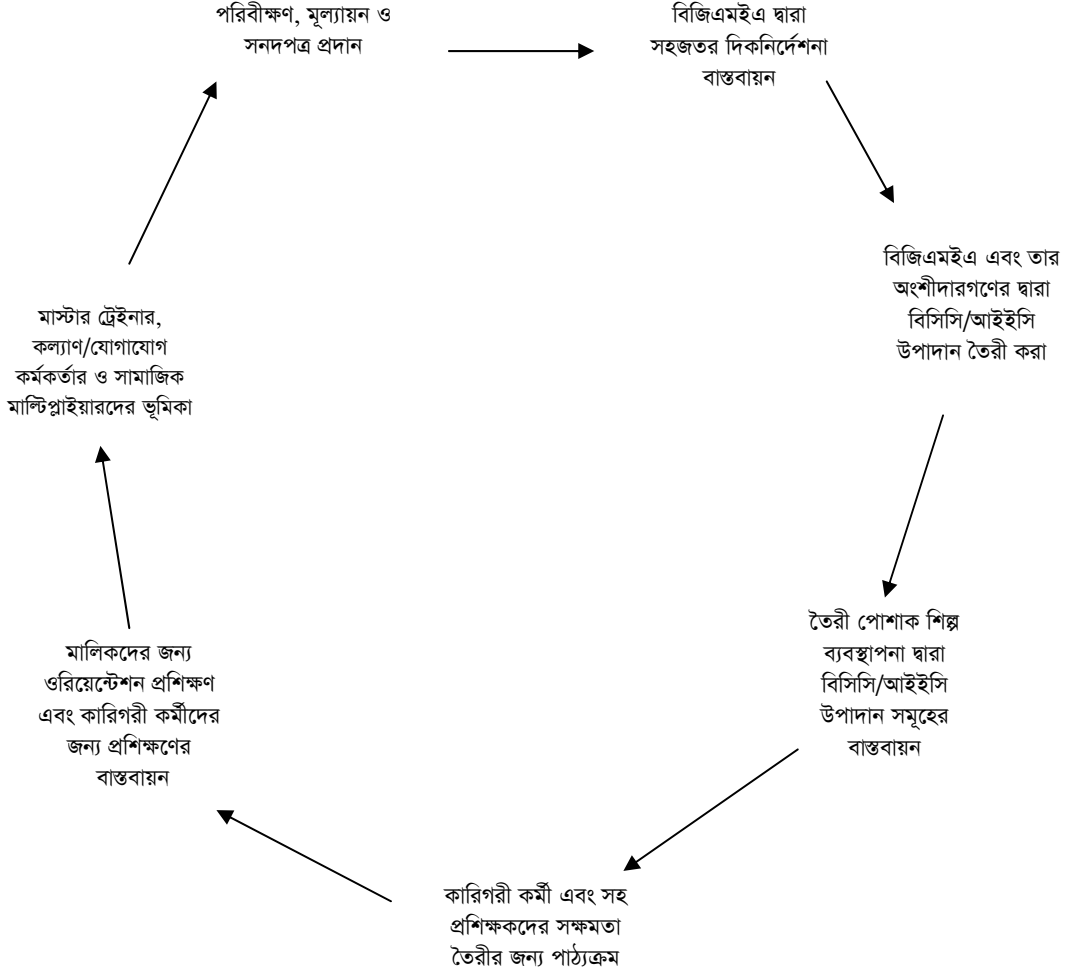 পরিবীক্ষণ, মূল্যায়ন ও
সনদপত্র প্রদান
বিজিএমইএ দ্বারা
সহজতর দিকনির্দেশনা
বাস্তবায়ন
বিজিএমইএ এবং তার
অংশীদারগণের দ্বারা
বিসিসি/আইইসি
উপাদান তৈরী করা
তৈরী পোশাক শিল্প
ব্যবস্থাপনা দ্বারা
বিসিসি/আইইসি
উপাদান সমূহের
বাস্তবায়ন
কারিগরী কর্মী এবং সহ
প্রশিক্ষকদের সক্ষমতা
তৈরীর জন্য পাঠ্যক্রম
মালিকদের জন্য
ওরিয়েন্টেশন প্রশিক্ষণ
এবং কারিগরী কর্মীদের
জন্য প্রশিক্ষণের
বাস্তবায়ন
মাস্টার ট্রেইনার,
কল্যাণ/যোগাযোগ
কর্মকর্তার ও সামাজিক
মাল্টিপ্লাইয়ারদের ভূমিকা